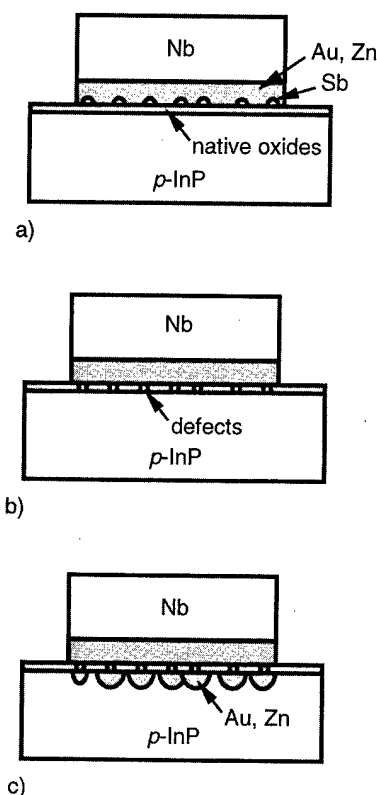 Nb
Au, Zn
Sb
native oxides
p-InP
a)
Nb
defects
p-InP
b)
Nb
Au, Zn
p-InP
c)